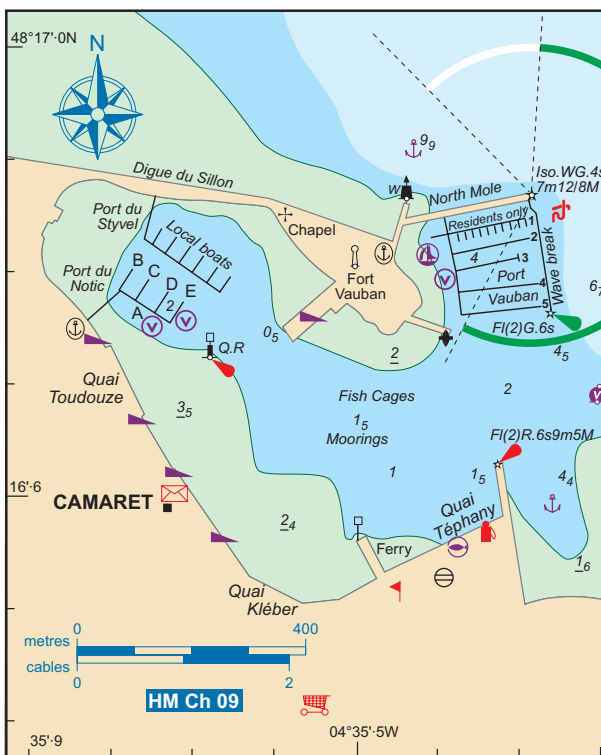 48°17'·0N
N
9₉
Digue du Sillon
W
North Mole
Iso.WG.4s
7m12/8M
Port du
Styvel
Local boats
Chapel
Residents only
1
2
3
4
5
4
Port
Vauban
Wave break
Port du
Notic
B
C
D
E
A
2
V
V
V
Fort
Vauban
6₇
Fl(2)G.6s
4₅
0₅
Q.R
2
Quai
Toudouze
3₅
Fish Cages
1₅
Moorings
2
V
Fl(2)R.6s9m5M
16'·6
CAMARET
1
1₅
4₄
Quai
Téphany
2₄
Ferry
1₆
Quai
Kléber
metres
0
400
cables
0
2
HM Ch 09
35'·9
04°35'·5W